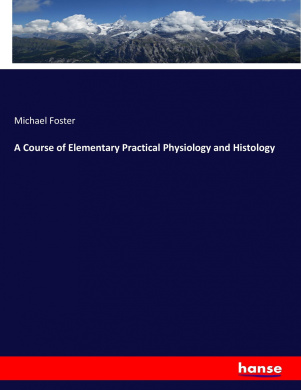 Michael Foster
A Course of Elementary Practical Physiology and Histology
hanse